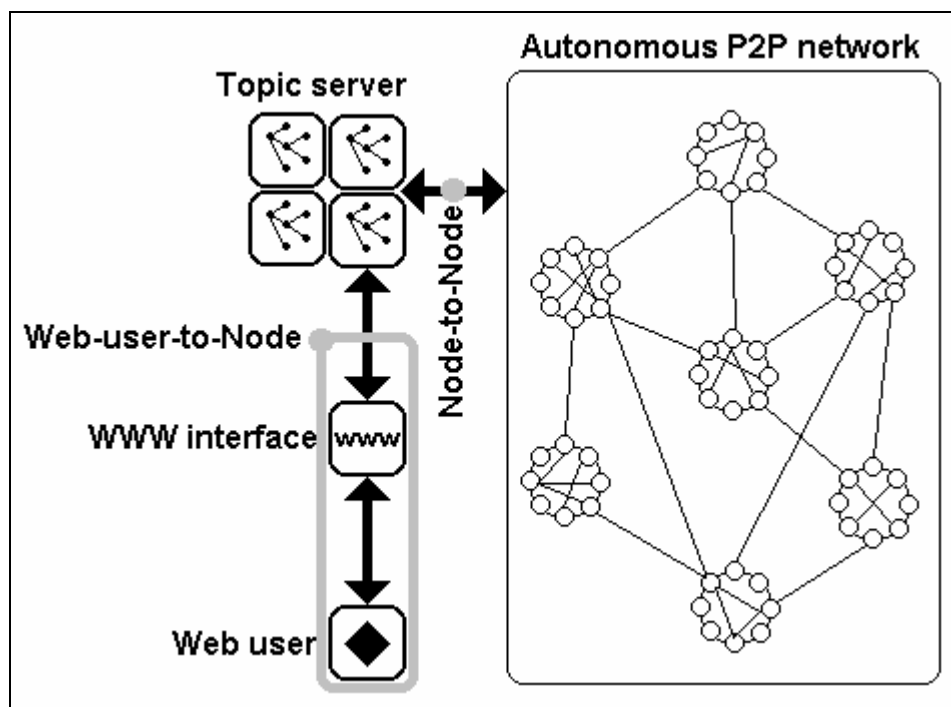 Autonomous P2P network
Topic server
Node-to-Node
Web-user-to-Node
WWW interface
www
Web user